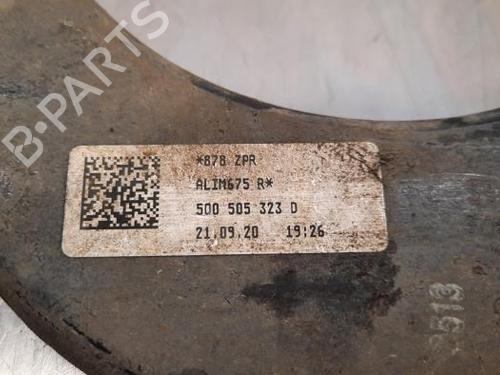 B-PARTS
*878 ZPR
ALIM675 R*
5Q0 505 323 D
21.09.20 19:26